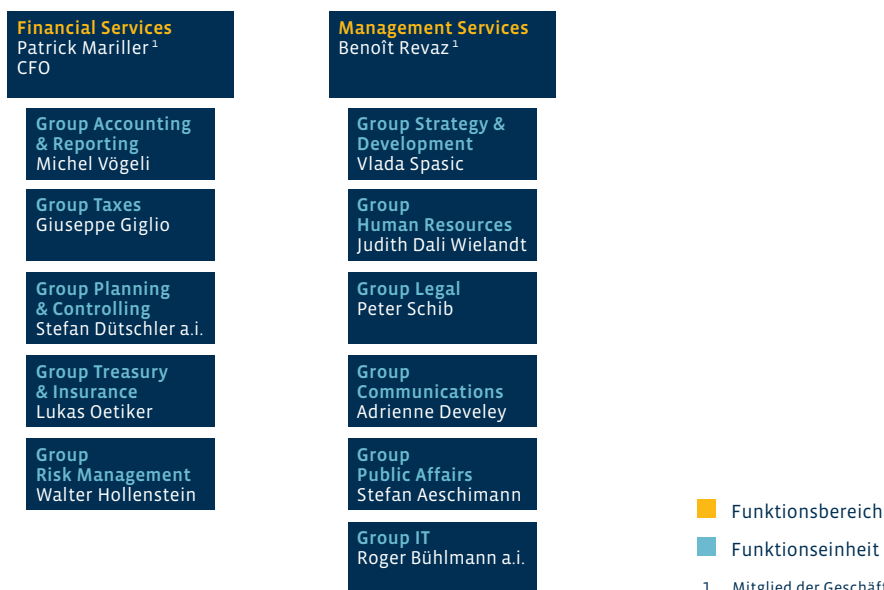 Financial Services
Patrick Mariller 1
CFO
Group Accounting
& Reporting
Michel Vögeli
Group Taxes
Giuseppe Giglio
Group Planning
& Controlling
Stefan Dütschler a.i.
Group Treasury
& Insurance
Lukas Oetiker
Group
Risk Management
Walter Hollenstein
Management Services
Benoît Revaz 1
Group Strategy &
Development
Vlada Spasic
Group
Human Resources
Judith Dali Wielandt
Group Legal
Peter Schib
Group
Communications
Adrienne Develey
Group
Public Affairs
Stefan Aeschimann
Group IT
Roger Bühlmann a.i.
Funktionsbereich
Funktionseinheit
1 Mitglied der